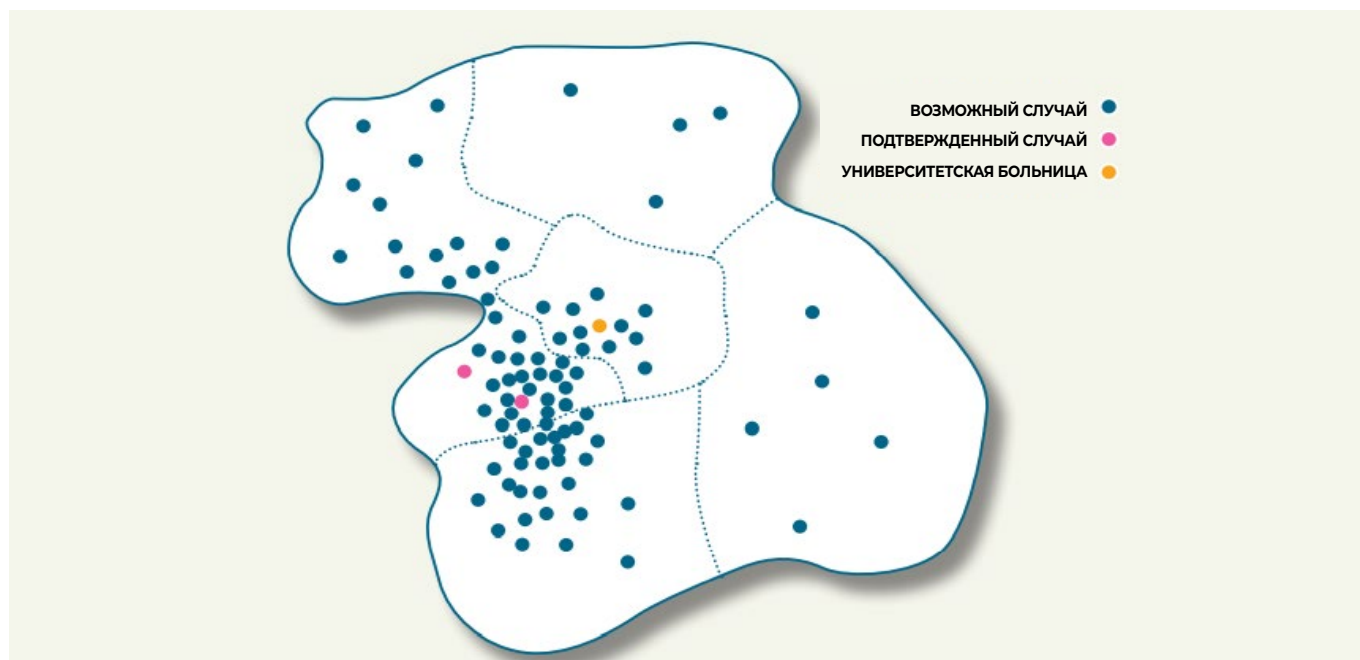 ВОЗМОЖНЫЙ СЛУЧАЙ
ПОДТВЕРЖДЕННЫЙ СЛУЧАЙ
УНИВЕРСИТЕТСКАЯ БОЛЬНИЦА